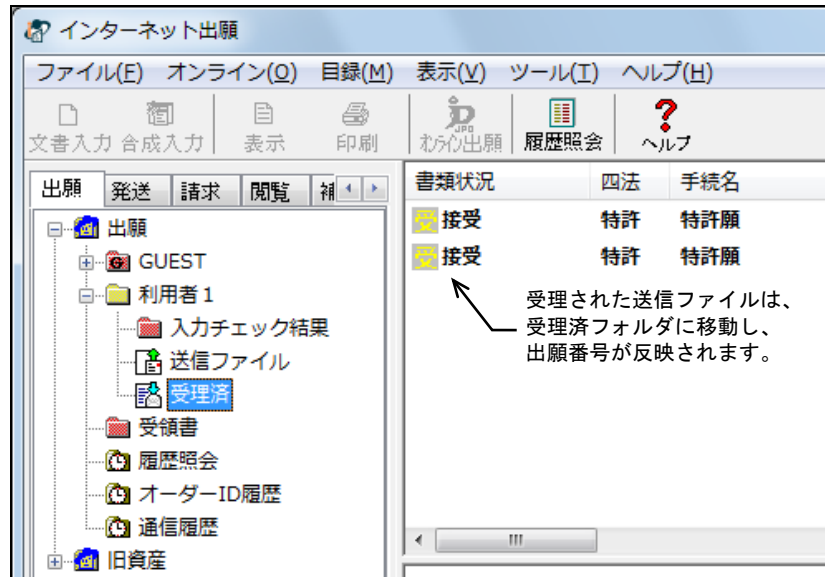 インターネット出願
ファイル(F) オンライン(O) 目録(M) 表示(V) ツール(T) ヘルプ(H)
文書入力 合成入力 表示 印刷 オンライン出願 履歴照会 ヘルプ
出願 発送 請求 閲覧 補
書類状況 四法 手続名
出願
受 接受 特許 特許願
GUEST
受 接受 特許 特許願
利用者1
受理された送信ファイルは、
入力チェック結果
受理済フォルダに移動し、
送信ファイル
出願番号が反映されます。
受理済
受領書
履歴照会
オーダーID履歴
通信履歴
旧資産